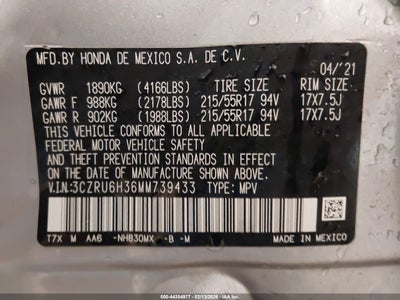 MFD.BY HONDA DE MEXICO S.A. DE C.V.
04/'21
GVWR 1890KG (4166LBS) TIRE SIZE RIM SIZE
GAWR F 988KG (2178LBS) 215/55R17 94V 17X7.5J
GAWR R 902KG (1988LBS) 215/55R17 94V 17X7.5J
THIS VEHICLE CONFORMS TO ALL APPLICABLE
FEDERAL MOTOR VEHICLE SAFETY AND
THEFT PREVENTION STANDARDS IN EFFECT ON THE
DATE OF MANUFACTURE SHOWN ABOVE.
V.I.N:3CZRU6H36MM739433 TYPE: MPV
T7X M AA6 -NH830MX -B -M
MADE IN MEXICO
000-44354977 - 02/13/2026 - IAA Inc.